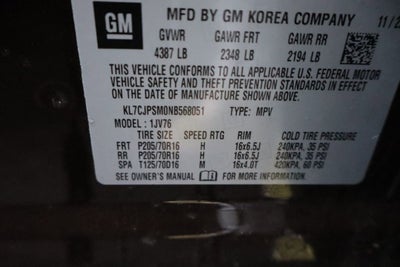 GM
MFD BY GM KOREA COMPANY 11/2
GVWR GAWR FRT GAWR RR
4387 LB 2348 LB 2194 LB
THIS VEHICLE CONFORMS TO ALL APPLICABLE U.S. FEDERAL MOTOR
VEHICLE SAFETY AND THEFT PREVENTION STANDARDS IN EFFECT
ON THE DATE OF MANUFACTURE SHOWN ABOVE.
KL7CJPSM0NB568051 TYPE: MPV
MODEL: 1JV76
TIRE SIZE SPEED RTG RIM COLD TIRE PRESSURE
FRT P205/70R16 H 16x6.5J 240KPA, 35 PSI
RR P205/70R16 H 16x6.5J 240KPA, 35 PSI
SPA T125/70D16 M 16x4.0T 420KPA, 60 PSI
SEE OWNER'S MANUAL FOR MORE INFORMATION.